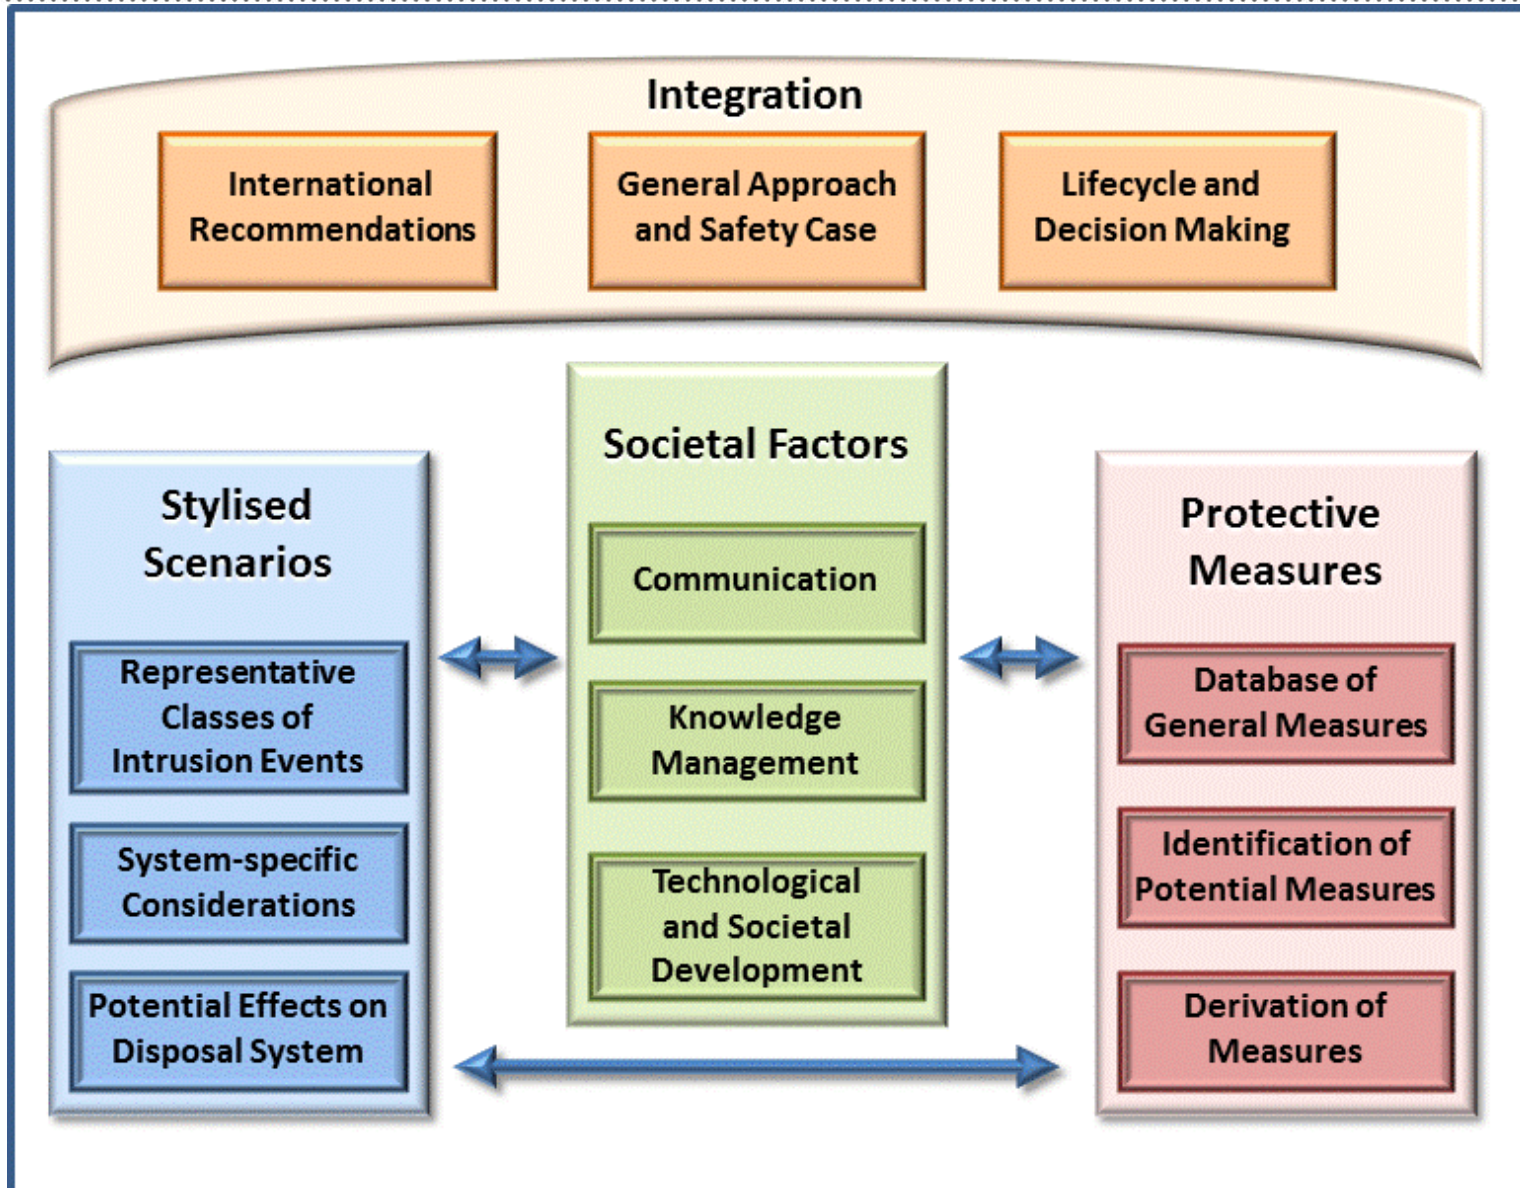 Integration
International
Recommendations
General Approach
and Safety Case
Lifecycle and
Decision Making
Stylised
Scenarios
Representative
Classes of
Intrusion Events
System-specific
Considerations
Potential Effects on
Disposal System
Societal Factors
Communication
Knowledge
Management
Technological
and Societal
Development
Protective
Measures
Database of
General Measures
Identification of
Potential Measures
Derivation of
Measures